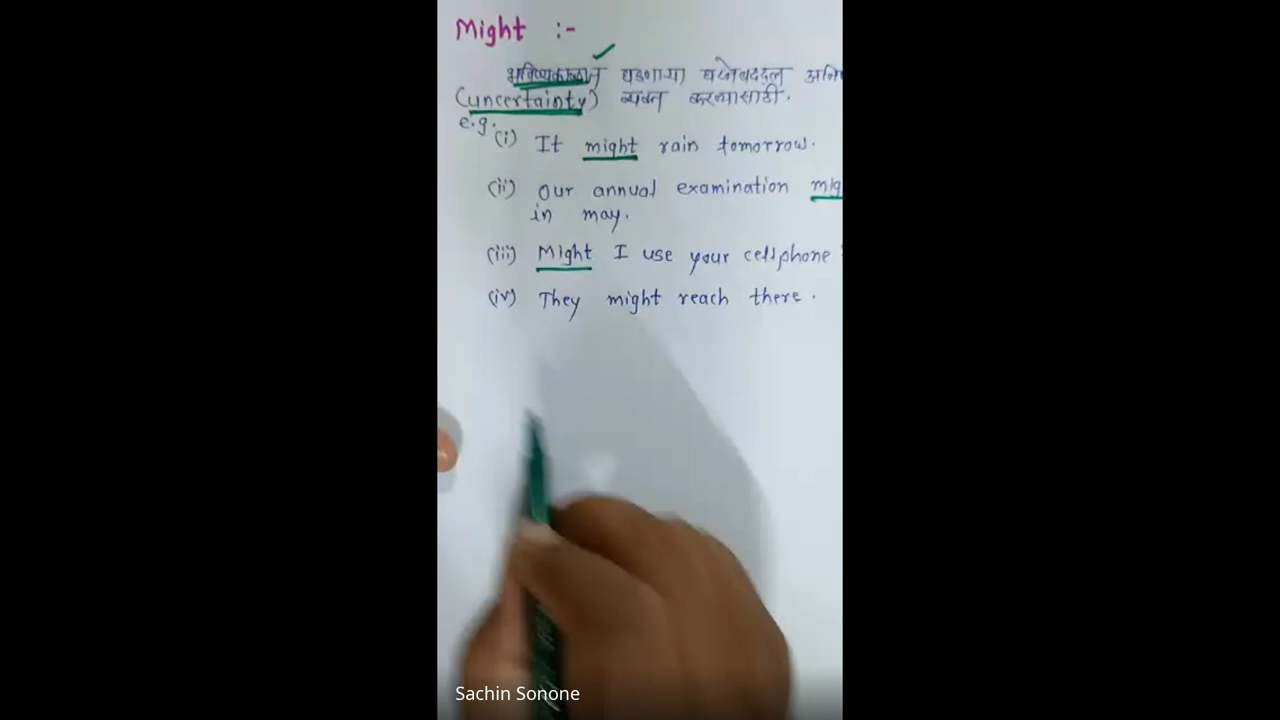 Might :-
भविष्यकाळात घडणाऱ्या घटनेबद्दल
(uncertainty) व्यक्त करण्यासाठी.
e.g.
(i) It might rain tomorrow.
(ii) Our annual examination
in may.
(iii) Might I use your cellphone
(iv) They might reach there.
Sachin Sonone